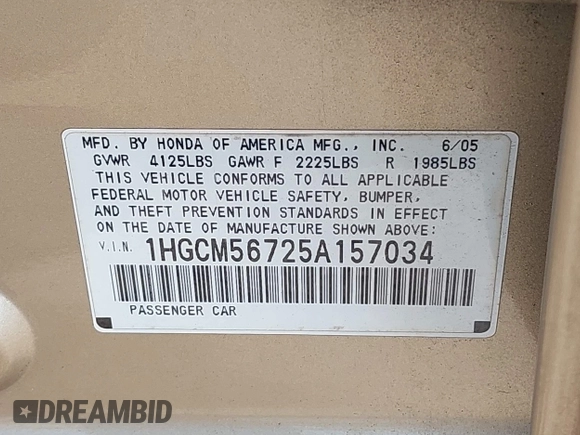 MFD. BY HONDA OF AMERICA MFG., INC. 6/05
GVWR 4125LBS GAWR F 2225LBS R 1985LBS
THIS VEHICLE CONFORMS TO ALL APPLICABLE
FEDERAL MOTOR VEHICLE SAFETY, BUMPER,
AND THEFT PREVENTION STANDARDS IN EFFECT
ON THE DATE OF MANUFACTURE SHOWN ABOVE:
V.I.N. 1HGCM56725A157034
PASSENGER CAR
DREAMBID